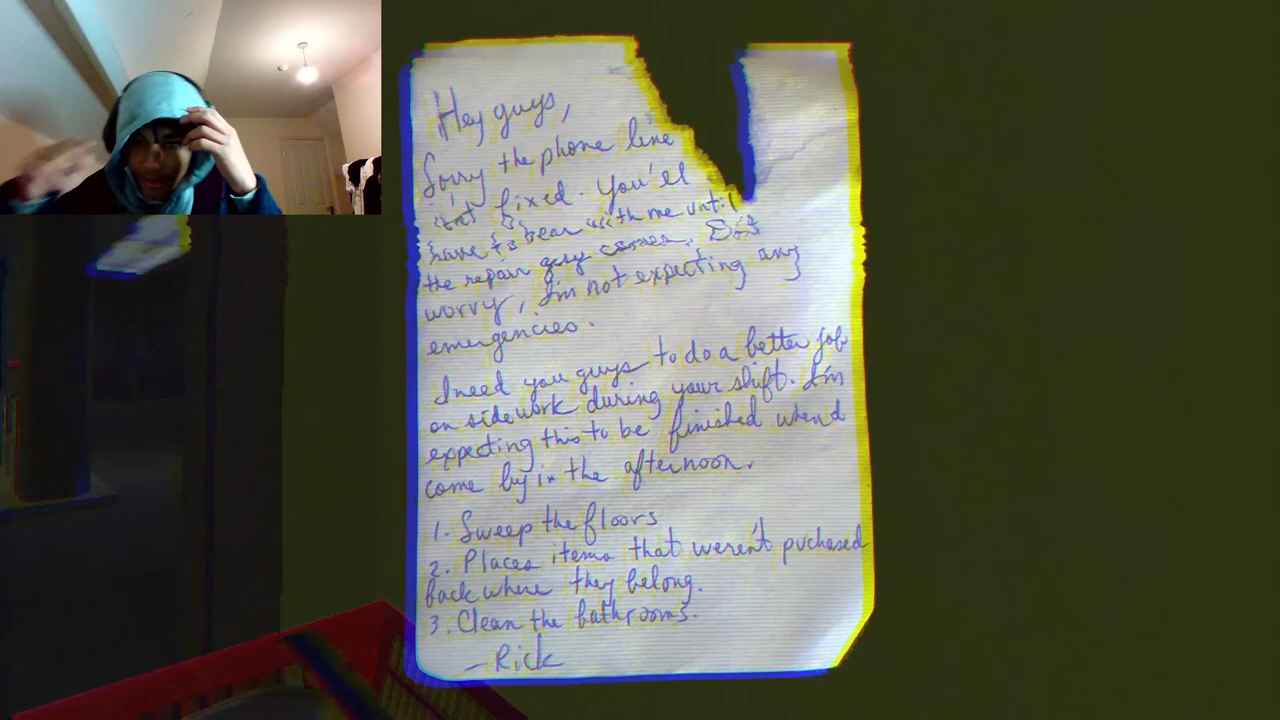 Hey guys,
Sorry the phone line
isn't fixed. You'll
have to bear with me until
the repair guy comes. Don't
worry, I'm not expecting any
emergencies.
I need you guys to do a better job
on sidework during your shift. I'm
expecting this to be finished when I
come by in the afternoon.
1. Sweep the floors
2. Places items that weren't puchased
back where they belong.
3. Clean the bathrooms.
- Rick